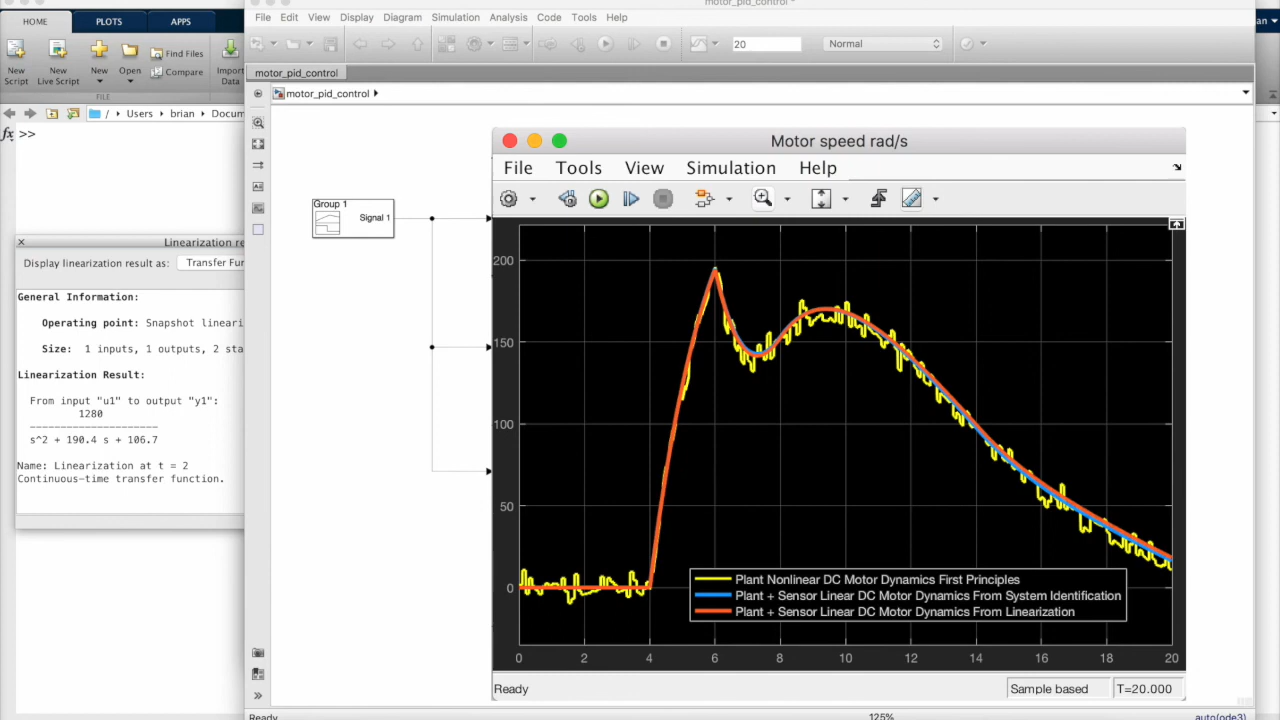 motor_pid_control *
HOME PLOTS APPS
File Edit View Display Diagram Simulation Analysis Code Tools Help
New Script
New Live Script
New
Open
Find Files
Compare
Import Data
FILE
20
Normal
motor_pid_control
motor_pid_control
/ Users brian
fx >>
Motor speed rad/s
File Tools View Simulation Help
Group 1
Signal 1
Display linearization result as:
General Information:
Operating point: Snapshot
Size: 1 inputs, 1 outputs, 2
Linearization Result:
From input "u1" to output "y1":
1280
---------------------
s^2 + 190.4 s + 106.7
Name: Linearization at t = 2
Continuous-time transfer function.
200
150
100
50
0
Plant Nonlinear DC Motor Dynamics First Principles
Plant + Sensor Linear DC Motor Dynamics From System Identification
Plant + Sensor Linear DC Motor Dynamics From Linearization
0 2 4 6 8 10 12 14 16 18 20
Ready
Sample based
T=20.000
Ready
125%
auto(ode3)